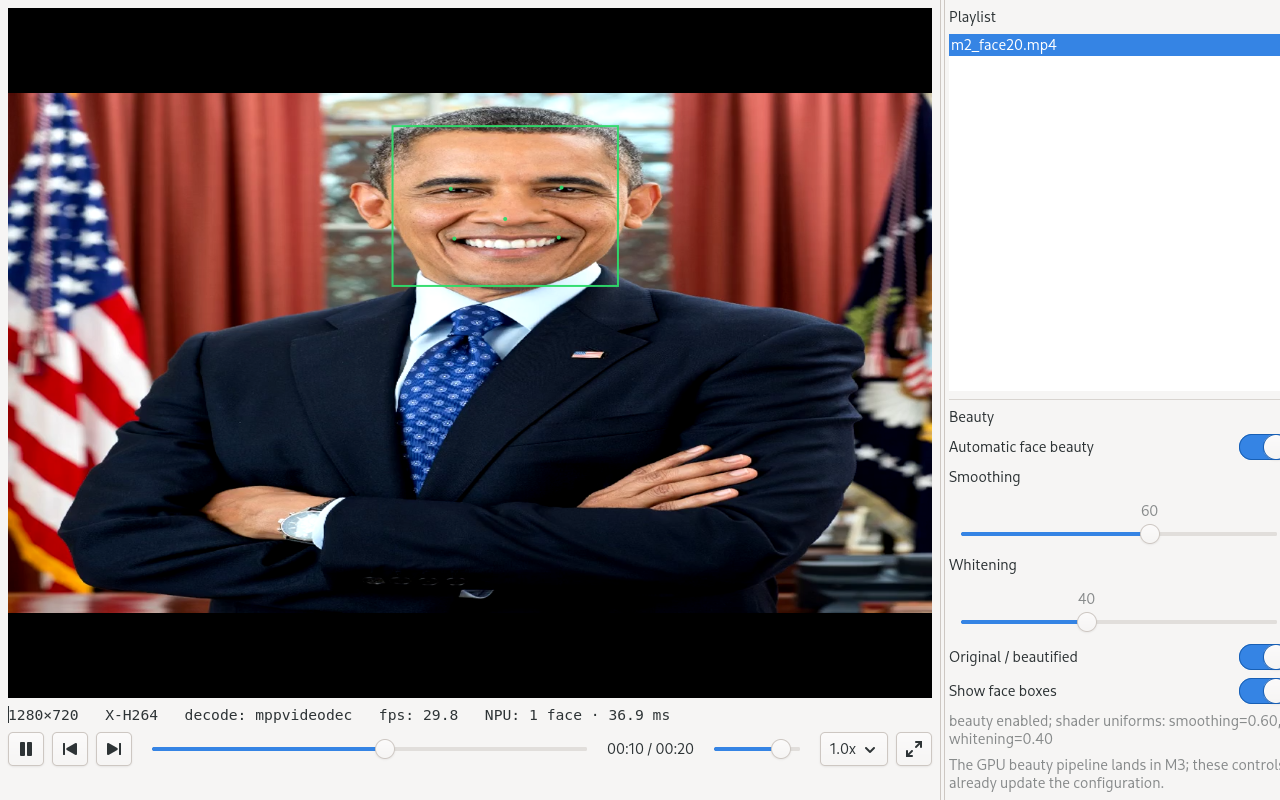 Playlist
m2_face20.mp4
Beauty
Automatic face beauty
Smoothing
60
Whitening
40
Original / beautified
Show face boxes
beauty enabled; shader uniforms: smoothing=0.60,
whitening=0.40
The GPU beauty pipeline lands in M3; these controls
already update the configuration.
1280×720 X-H264 decode: mppvideodec fps: 29.8 NPU: 1 face · 36.9 ms
00:10 / 00:20
1.0x